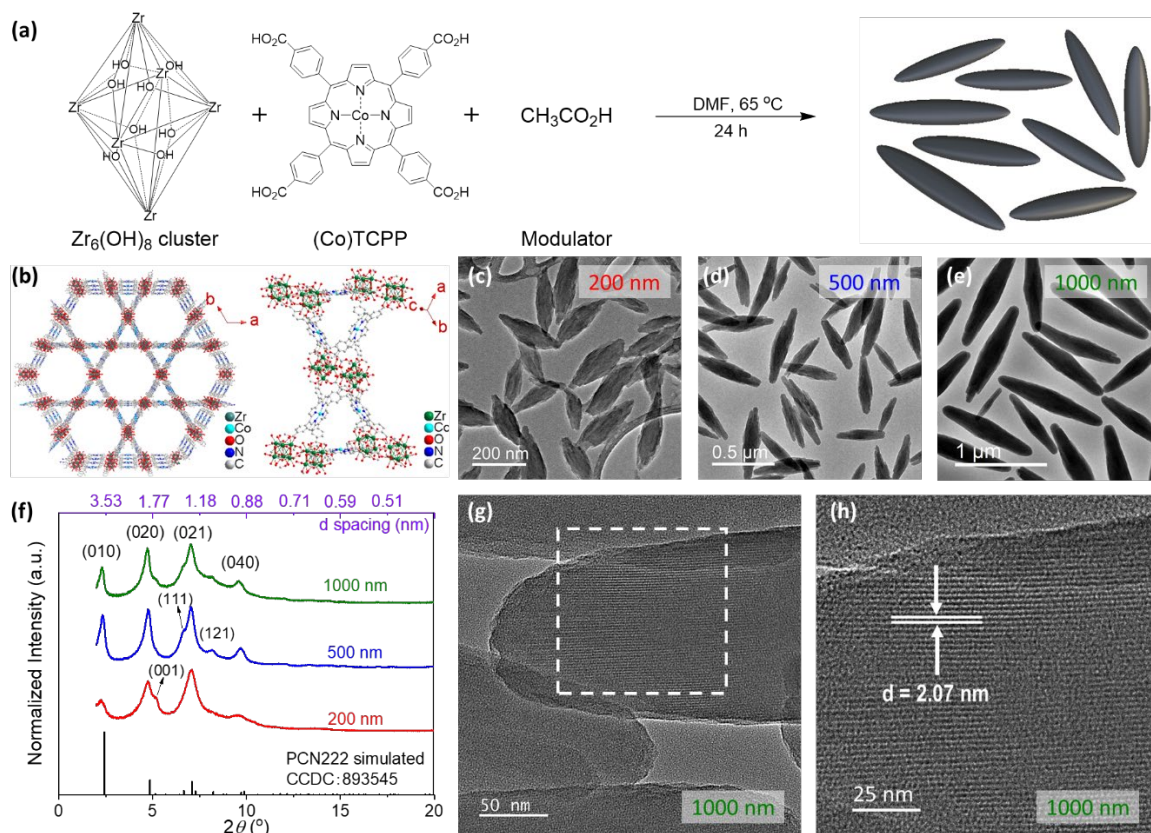 (a)
Zr
HO
OH
Zr
OH
HO
Zr
Zr
OH
HO
Zr
HO
OH
Zr
Zr6(OH)8 cluster
+
HO2C
CO2H
N
N
Co
N
N
HO2C
CO2H
(Co)TCPP
+
CH3CO2H
Modulator
DMF, 65 ºC
24 h
(b)
b
a
Zr
Co
O
N
C
a
c
b
Zr
Cc
O
N
C
(c)
200 nm
200 nm
(d)
500 nm
0.5 µm
(e)
1000 nm
1 µm
(f)
3.53 1.77 1.18 0.88 0.71 0.59 0.51
d spacing (nm)
(010)
(020)
(021)
(040)
1000 nm
(111)
(121)
500 nm
(001)
200 nm
PCN222 simulated
CCDC:893545
Normalized Intensity (a.u.)
0 5 10 15 20
2θ (º)
(g)
50 nm
1000 nm
(h)
d = 2.07 nm
25 nm
1000 nm